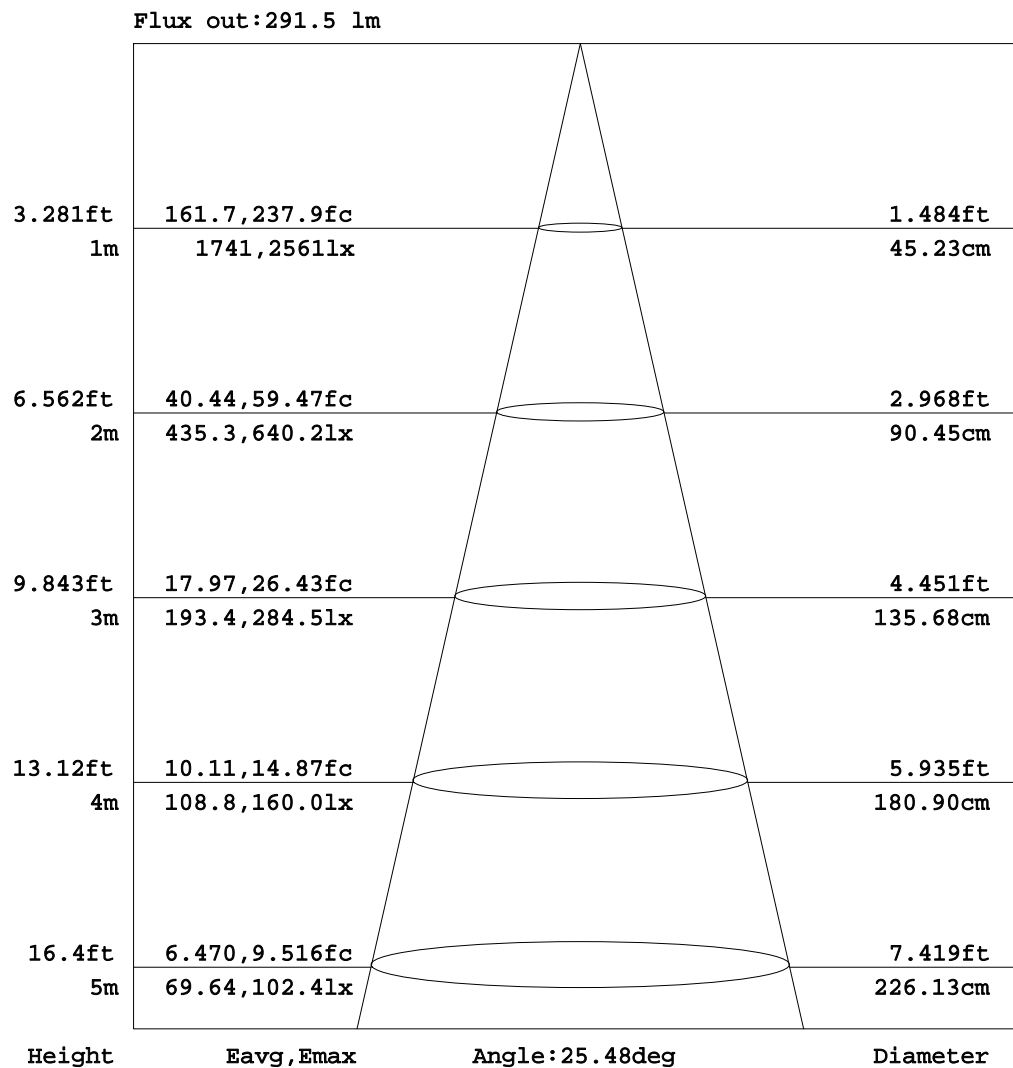 Flux out:291.5 lm
3.281ft 161.7,237.9fc 1.484ft
1m 1741,2561lx 45.23cm
6.562ft 40.44,59.47fc 2.968ft
2m 435.3,640.2lx 90.45cm
9.843ft 17.97,26.43fc 4.451ft
3m 193.4,284.5lx 135.68cm
13.12ft 10.11,14.87fc 5.935ft
4m 108.8,160.0lx 180.90cm
16.4ft 6.470,9.516fc 7.419ft
5m 69.64,102.4lx 226.13cm
Height Eavg,Emax Angle:25.48deg Diameter